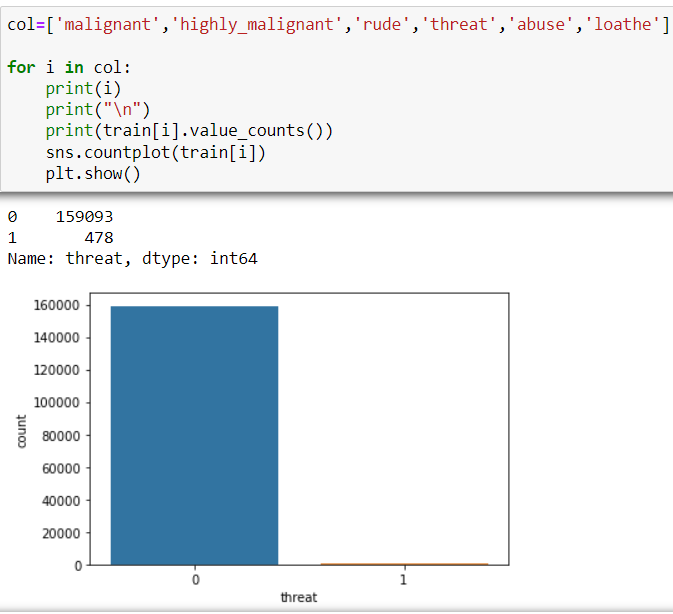 col=['malignant','highly_malignant','rude','threat','abuse','loathe']
for i in col:
    print(i)
    print("\n")
    print(train[i].value_counts())
    sns.countplot(train[i])
    plt.show()
0    159093
1       478
Name: threat, dtype: int64
160000
140000
120000
100000
80000
60000
40000
20000
0
count
0 1
threat